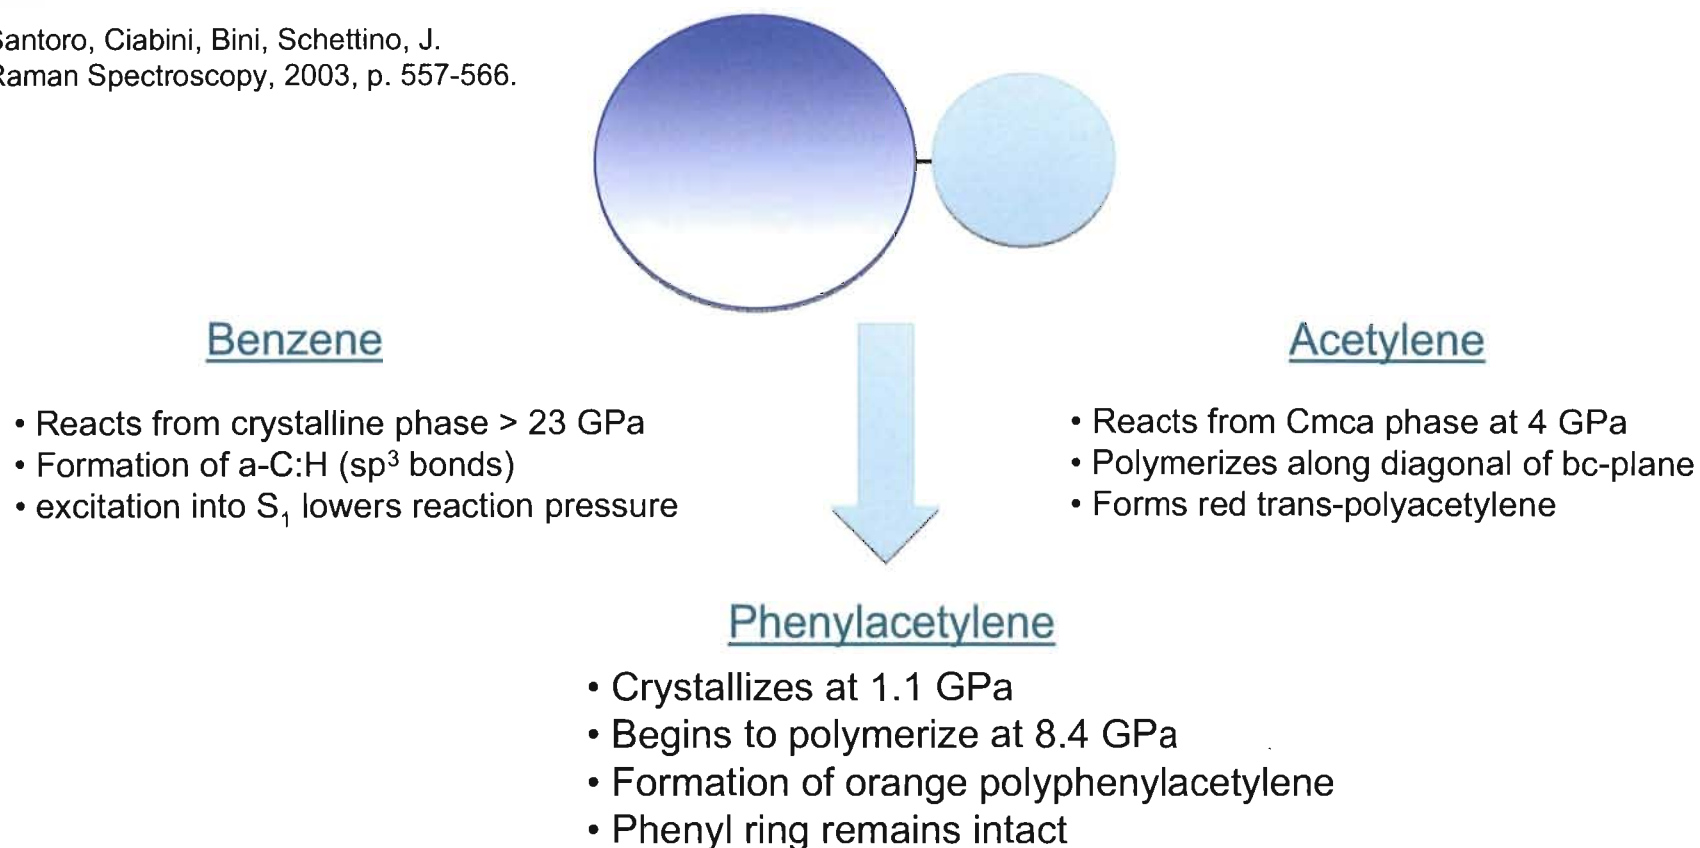 Santoro, Ciabini, Bini, Schettino, J.
Raman Spectroscopy, 2003, p. 557-566.
Benzene
• Reacts from crystalline phase > 23 GPa
• Formation of a-C:H (sp³ bonds)
• excitation into S₁ lowers reaction pressure
Acetylene
• Reacts from Cmca phase at 4 GPa
• Polymerizes along diagonal of bc-plane
• Forms red trans-polyacetylene
Phenylacetylene
• Crystallizes at 1.1 GPa
• Begins to polymerize at 8.4 GPa
• Formation of orange polyphenylacetylene
• Phenyl ring remains intact